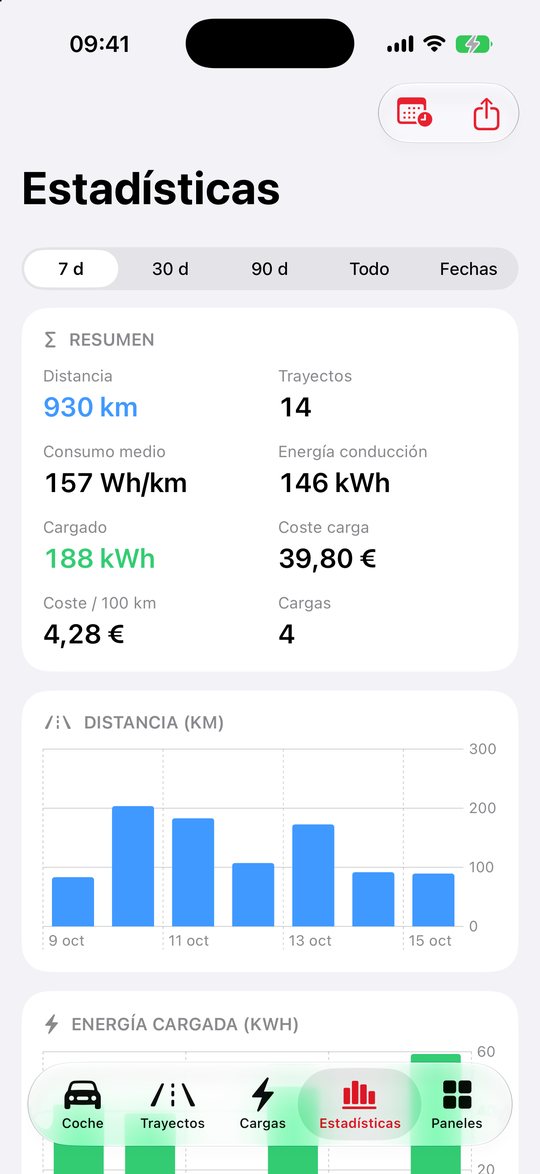 09:41
Estadísticas
7 d 30 d 90 d Todo Fechas
Σ RESUMEN
Distancia Trayectos
930 km 14
Consumo medio Energía conducción
157 Wh/km 146 kWh
Cargado Coste carga
188 kWh 39,80 €
Coste / 100 km Cargas
4,28 € 4
DISTANCIA (KM)
300
200
100
0
9 oct 11 oct 13 oct 15 oct
ENERGÍA CARGADA (KWH)
60
Coche Trayectos Cargas Estadísticas Paneles
20